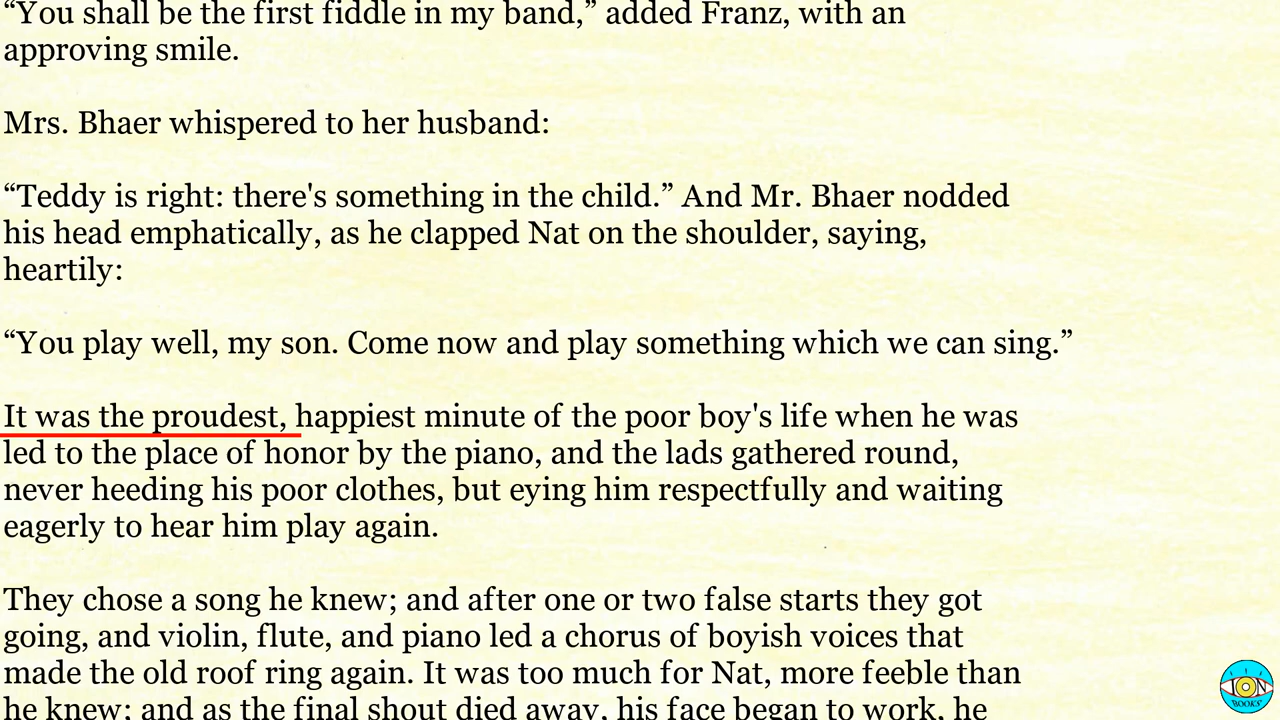 “You shall be the first fiddle in my band,” added Franz, with an
approving smile.
Mrs. Bhaer whispered to her husband:
“Teddy is right: there's something in the child.” And Mr. Bhaer nodded
his head emphatically, as he clapped Nat on the shoulder, saying,
heartily:
“You play well, my son. Come now and play something which we can sing.”
It was the proudest, happiest minute of the poor boy's life when he was
led to the place of honor by the piano, and the lads gathered round,
never heeding his poor clothes, but eying him respectfully and waiting
eagerly to hear him play again.
They chose a song he knew; and after one or two false starts they got
going, and violin, flute, and piano led a chorus of boyish voices that
made the old roof ring again. It was too much for Nat, more feeble than
he knew; and as the final shout died away, his face began to work, he
ION
BOOKS